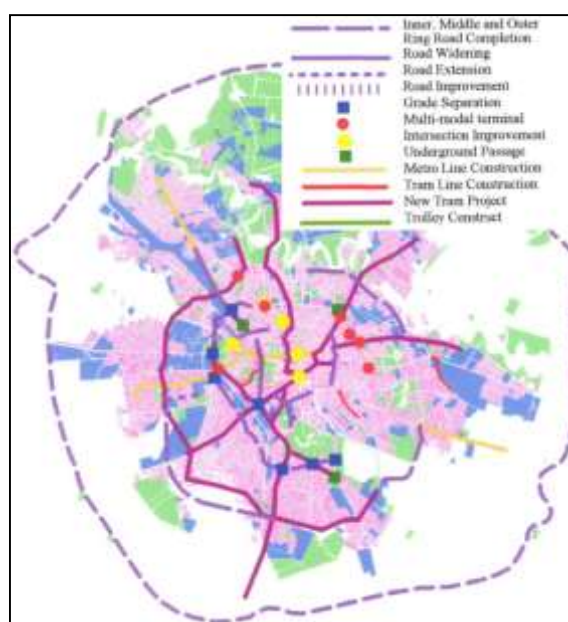 Inner, Middle and Outer
Ring Road Completion
Road Widening
Road Extension
Road Improvement
Grade Separation
Multi-modal terminal
Intersection Improvement
Underground Passage
Metro Line Construction
Tram Line Construction
New Tram Project
Trolley Construct